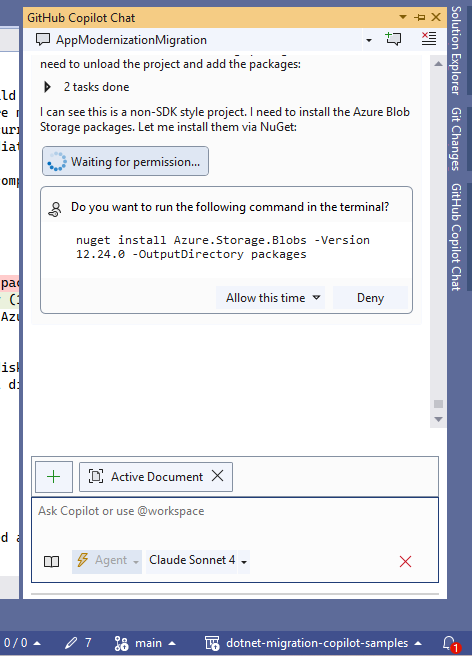 GitHub Copilot Chat
AppModernizationMigration
need to unload the project and add the packages:
2 tasks done
I can see this is a non-SDK style project. I need to install the Azure Blob
Storage packages. Let me install them via NuGet:
Waiting for permission...
Do you want to run the following command in the terminal?
nuget install Azure.Storage.Blobs -Version
12.24.0 -OutputDirectory packages
Allow this time
Deny
Active Document
Ask Copilot or use @workspace
Agent
Claude Sonnet 4
Solution Explorer
Git Changes
GitHub Copilot Chat
0 / 0
7
main
dotnet-migration-copilot-samples
1